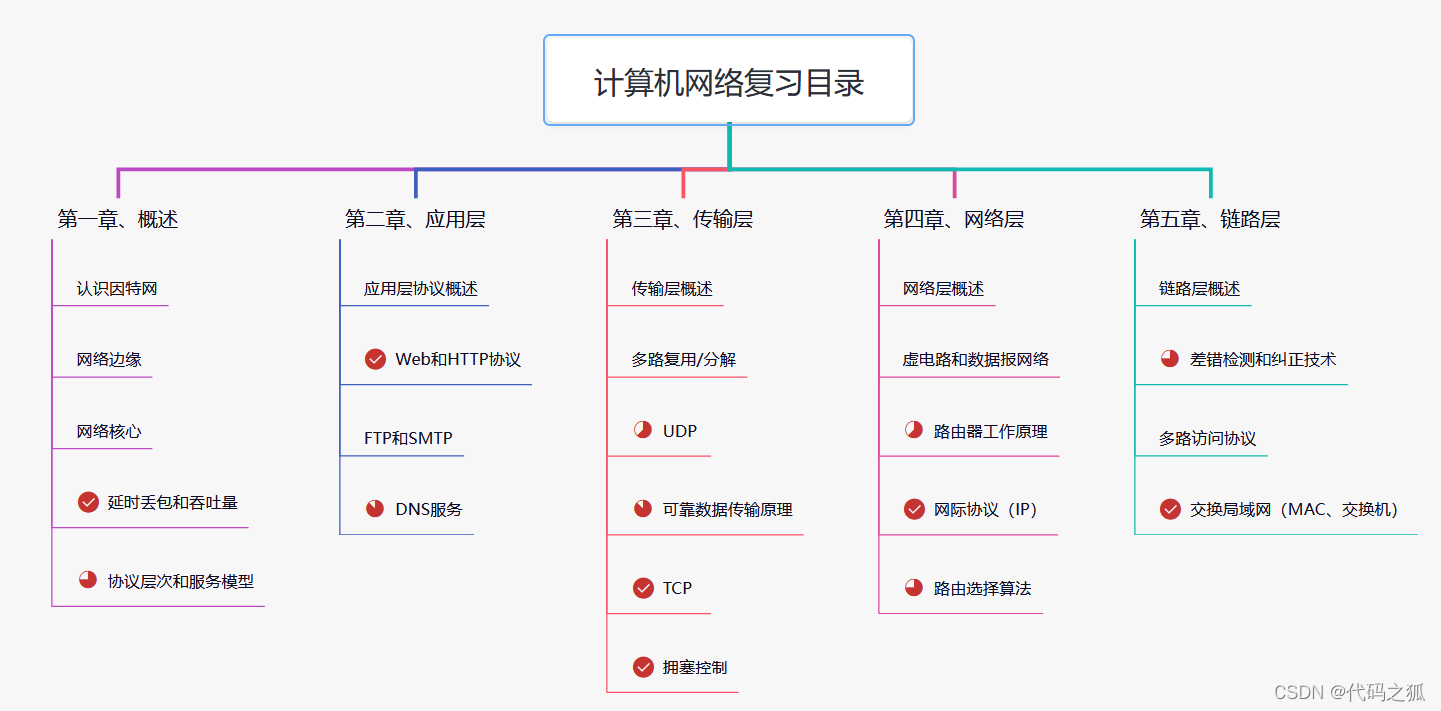 计算机网络复习目录
第一章、概述
认识因特网
网络边缘
网络核心
延时丢包和吞吐量
协议层次和服务模型
第二章、应用层
应用层协议概述
Web和HTTP协议
FTP和SMTP
DNS服务
第三章、传输层
传输层概述
多路复用/分解
UDP
可靠数据传输原理
TCP
拥塞控制
第四章、网络层
网络层概述
虚电路和数据报网络
路由器工作原理
网际协议（IP）
路由选择算法
第五章、链路层
链路层概述
差错检测和纠正技术
多路访问协议
交换局域网（MAC、交换机）
CSDN @代码之狐